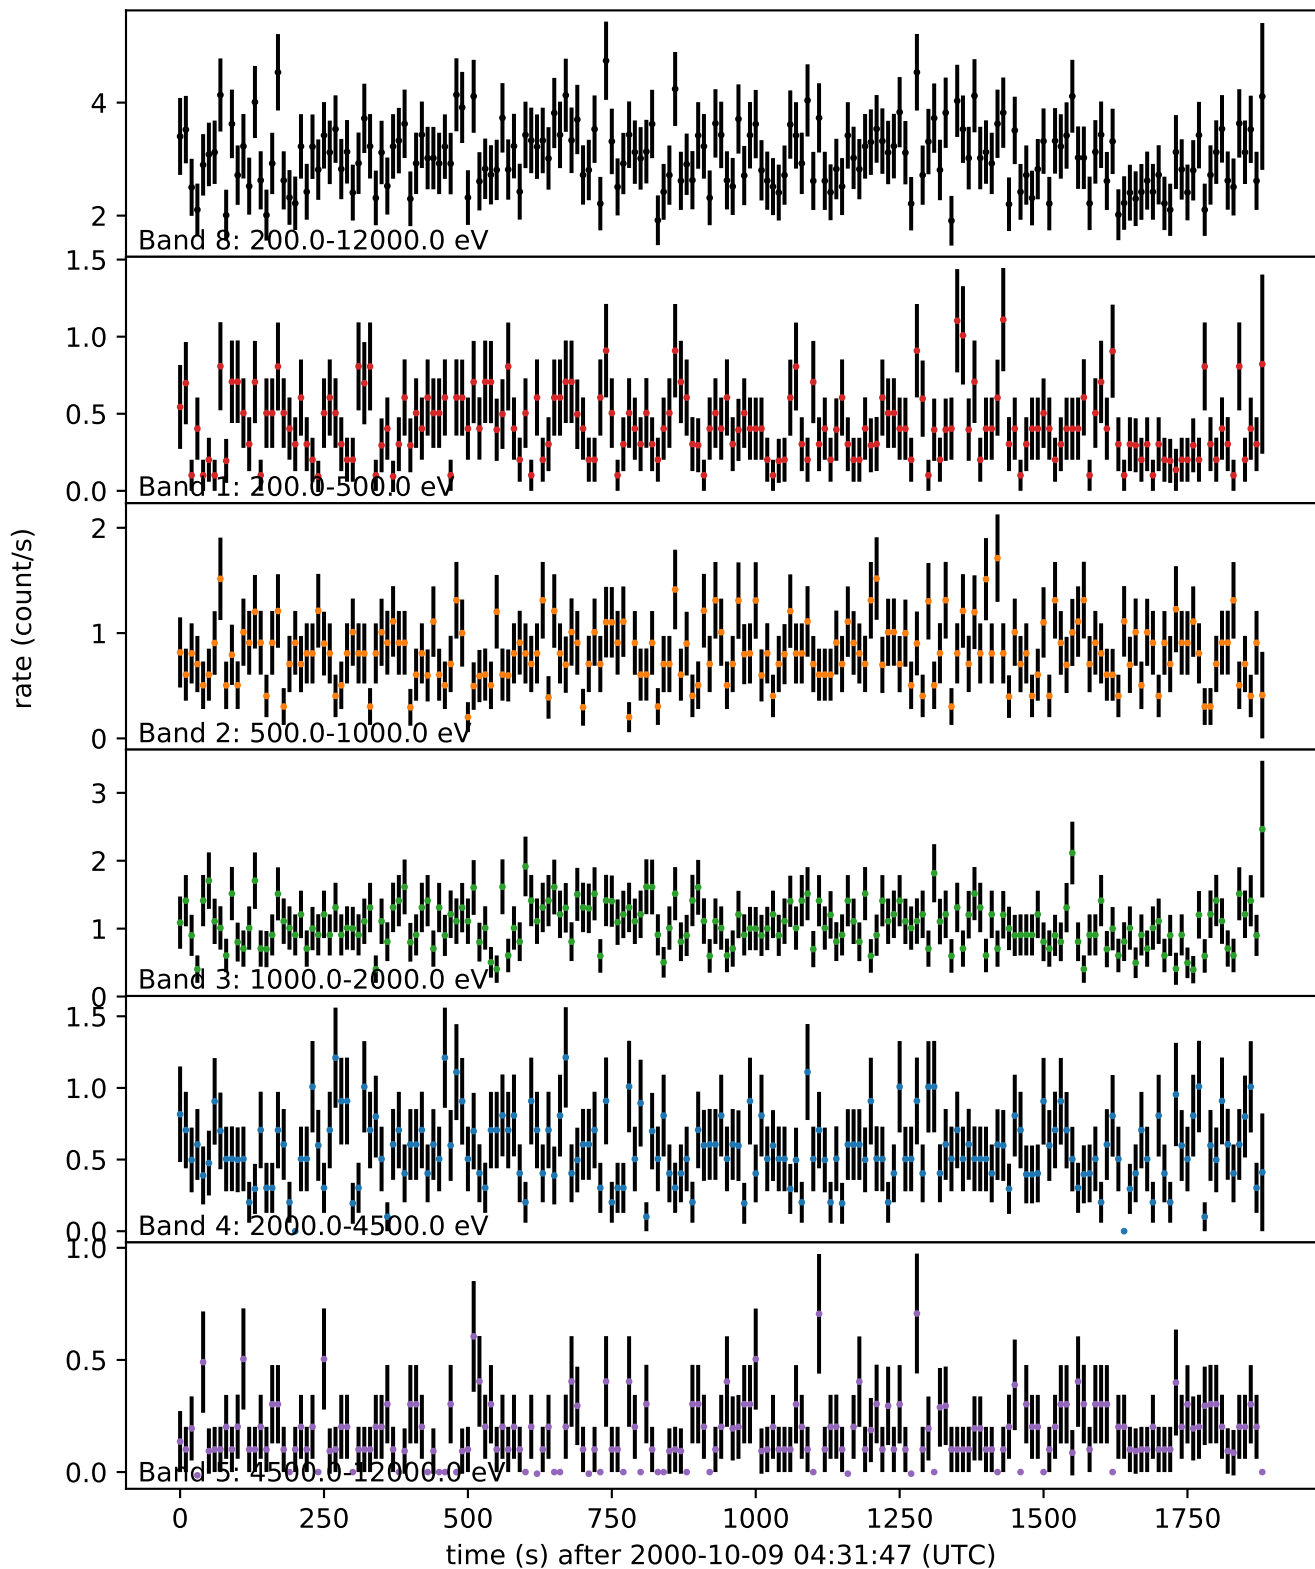 4
2
Band 8: 200.0-12000.0 eV
1.5
1.0
0.5
0.0
Band 1: 200.0-500.0 eV
2
1
0
Band 2: 500.0-1000.0 eV
rate (count/s)
3
2
1
0
Band 3: 1000.0-2000.0 eV
1.5
1.0
0.5
0.0
Band 4: 2000.0-4500.0 eV
1.0
0.5
0.0
Band 5: 4500.0-12000.0 eV
0 250 500 750 1000 1250 1500 1750
time (s) after 2000-10-09 04:31:47 (UTC)